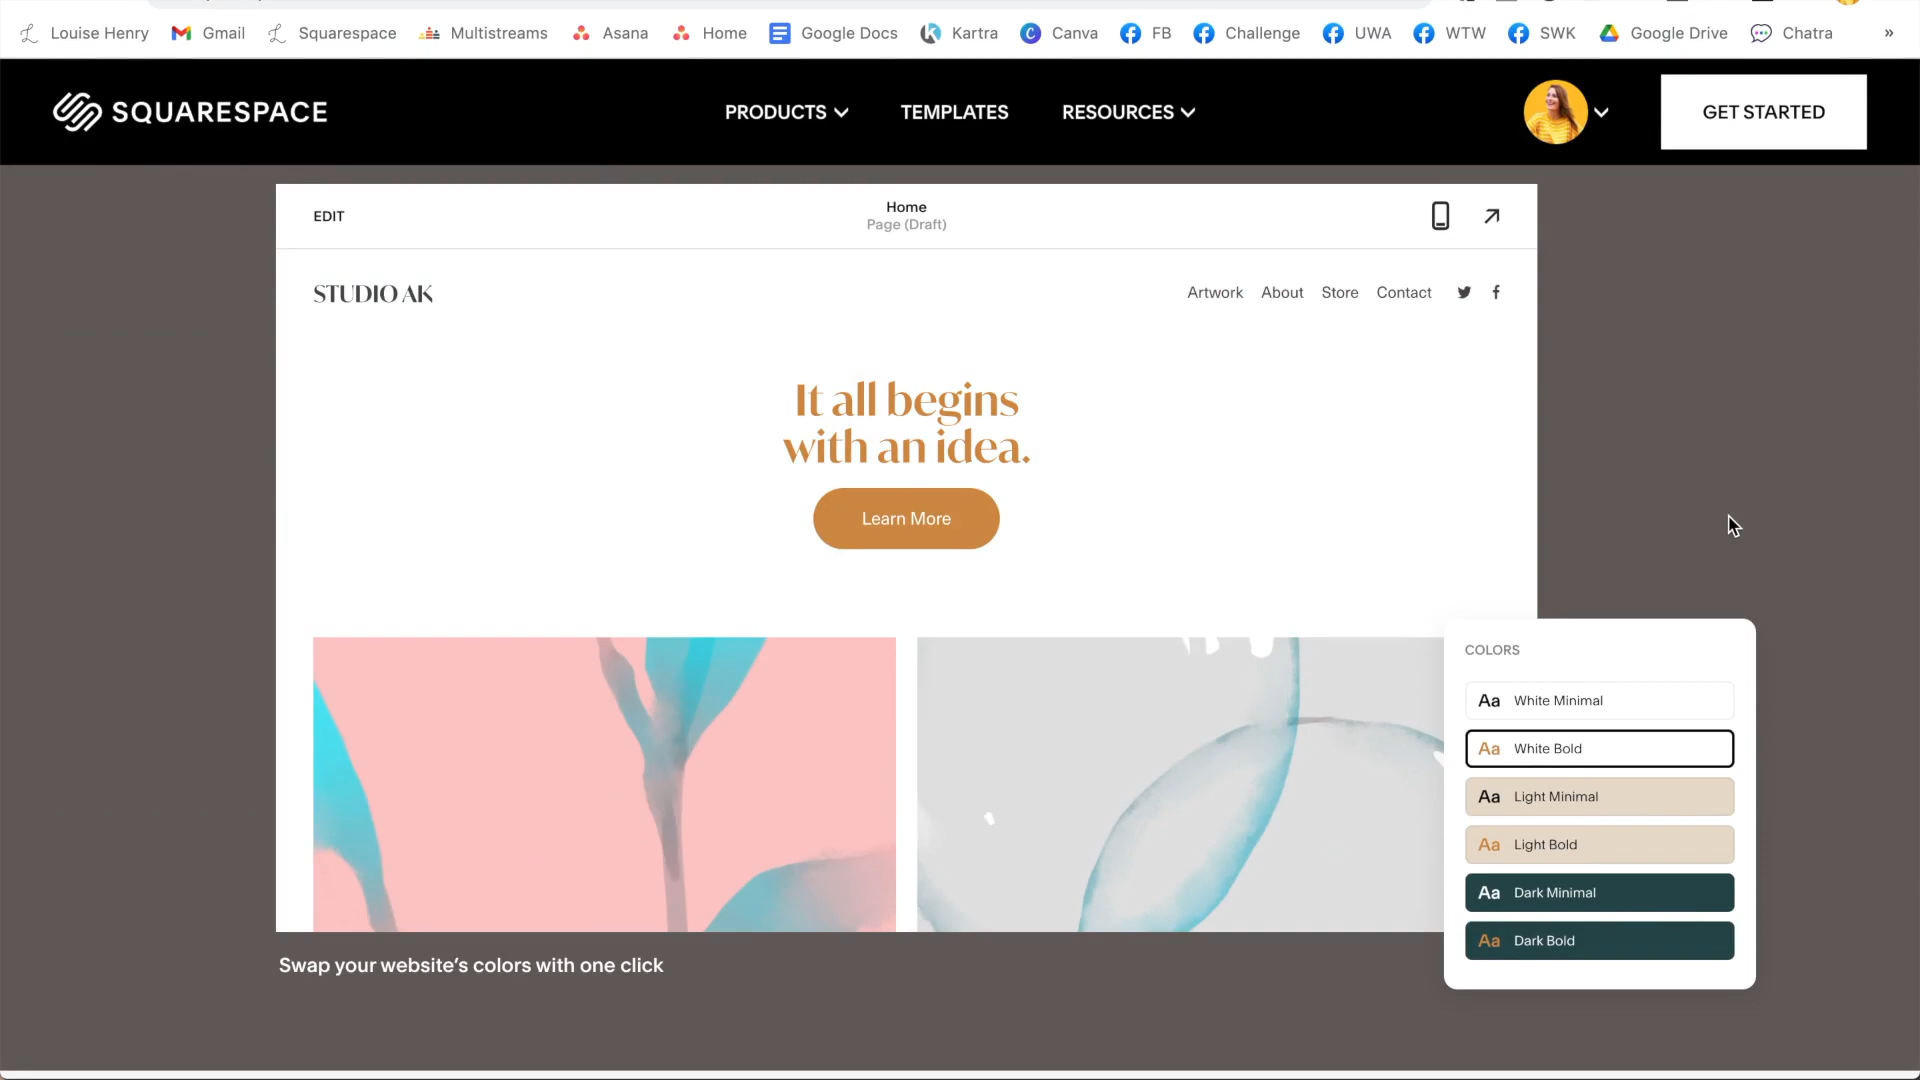 Louise Henry Gmail Squarespace Multistreams Asana Home Google Docs Kartra Canva FB Challenge UWA WTW SWK Google Drive Chatra »
SQUARESPACE PRODUCTS TEMPLATES RESOURCES GET STARTED
EDIT
Home
Page (Draft)
STUDIO AK
Artwork About Store Contact
It all begins
with an idea.
Learn More
COLORS
Aa White Minimal
Aa White Bold
Aa Light Minimal
Aa Light Bold
Aa Dark Minimal
Aa Dark Bold
Swap your website’s colors with one click